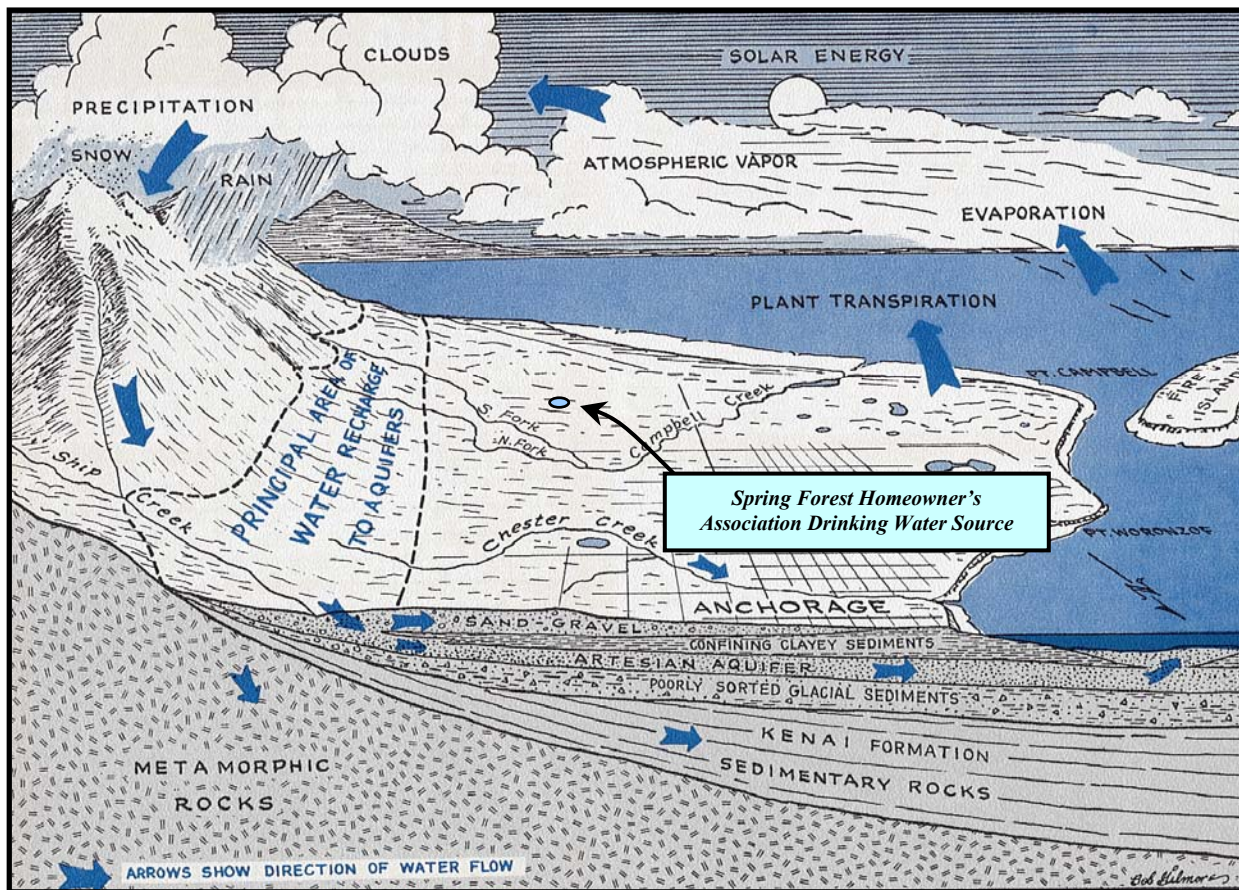 CLOUDS
SOLAR ENERGY
PRECIPITATION
SNOW
RAIN
ATMOSPHERIC VAPOR
EVAPORATION
PLANT TRANSPIRATION
PT. CAMPBELL
FIRE
ISLAND
PRINCIPAL AREA OF
WATER RECHARGE
TO AQUIFERS
S. Fork
N. Fork
Campbell Creek
Ship Creek
Chester Creek
Spring Forest Homeowner's
Association Drinking Water Source
PT. WORONZOF
ANCHORAGE
SAND-GRAVEL
CONFINING CLAYEY SEDIMENTS
ARTESIAN AQUIFER
POORLY SORTED GLACIAL SEDIMENTS
KENAI FORMATION
SEDIMENTARY ROCKS
METAMORPHIC
ROCKS
ARROWS SHOW DIRECTION OF WATER FLOW
Bob Gilmore